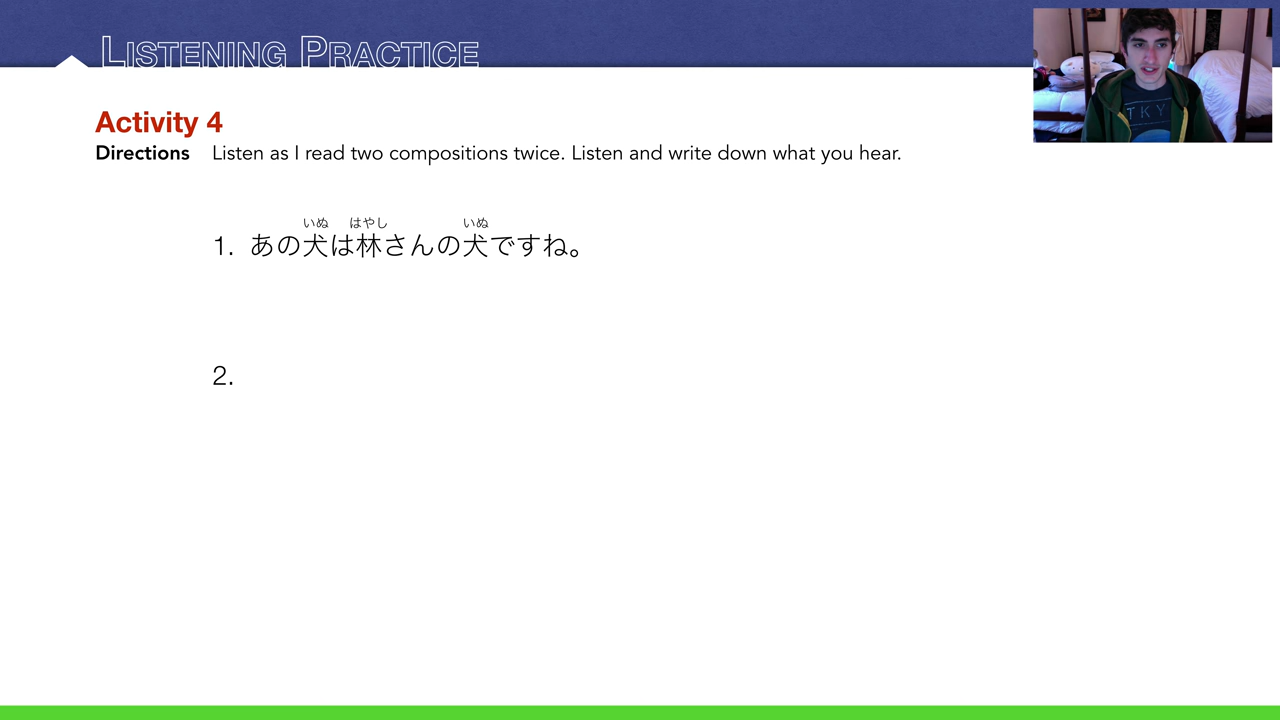 LISTENING PRACTICE
Activity 4
Directions Listen as I read two compositions twice. Listen and write down what you hear.
いぬ はやし いぬ
1. あの犬は林さんの犬ですね。
2.
TKY